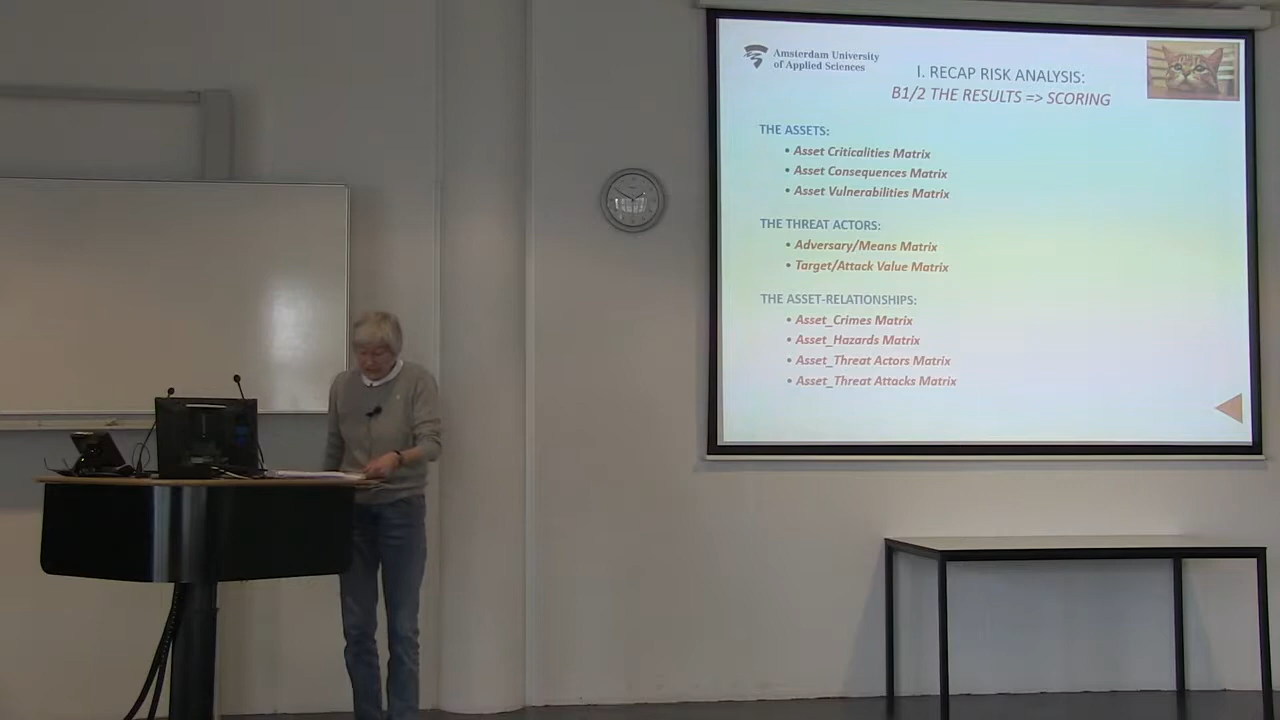 Amsterdam University
of Applied Sciences
I. RECAP RISK ANALYSIS:
B1/2 THE RESULTS => SCORING
THE ASSETS:
• Asset Criticalities Matrix
• Asset Consequences Matrix
• Asset Vulnerabilities Matrix
THE THREAT ACTORS:
• Adversary/Means Matrix
• Target/Attack Value Matrix
THE ASSET-RELATIONSHIPS:
• Asset_Crimes Matrix
• Asset_Hazards Matrix
• Asset_Threat Actors Matrix
• Asset_Threat Attacks Matrix